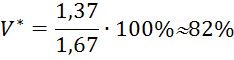 V* = 1,37/1,67 · 100% ≈ 82%